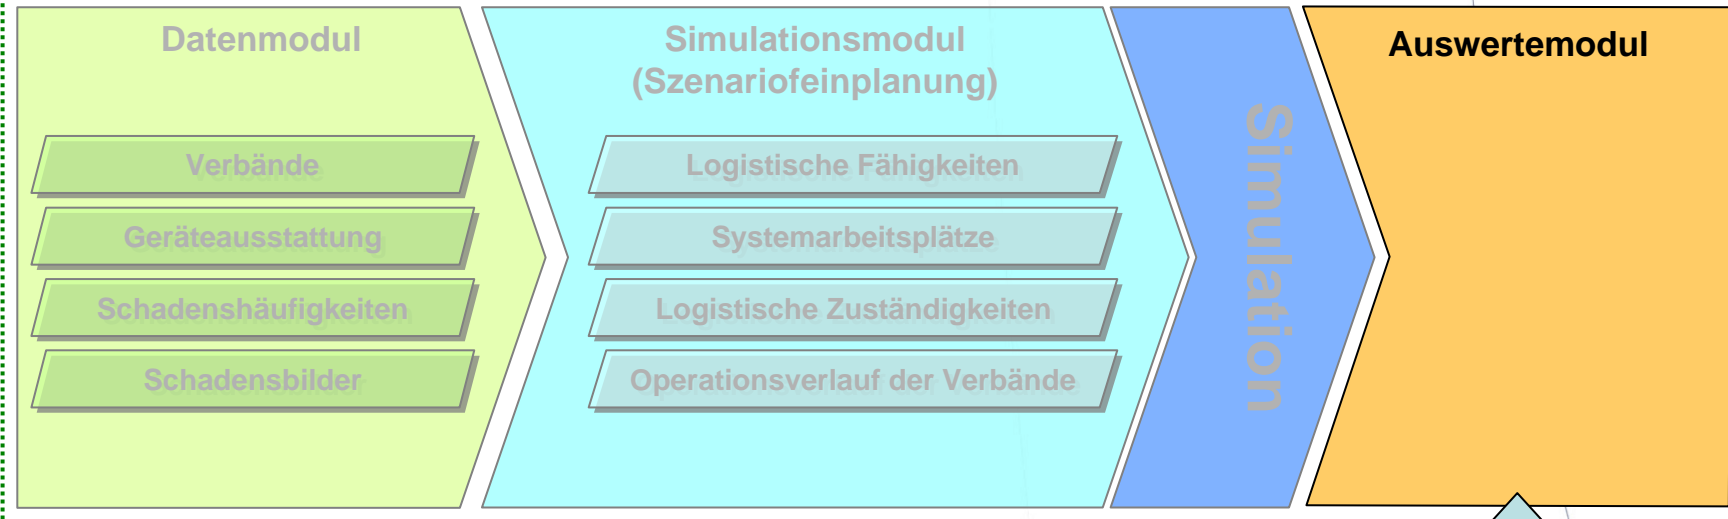 Datenmodul
Verbände
Geräteausstattung
Schadenshäufigkeiten
Schadensbilder
Simulationsmodul
(Szenariofeinplanung)
Logistische Fähigkeiten
Systemarbeitsplätze
Logistische Zuständigkeiten
Operationsverlauf der Verbände
Simulation
Auswertemodul